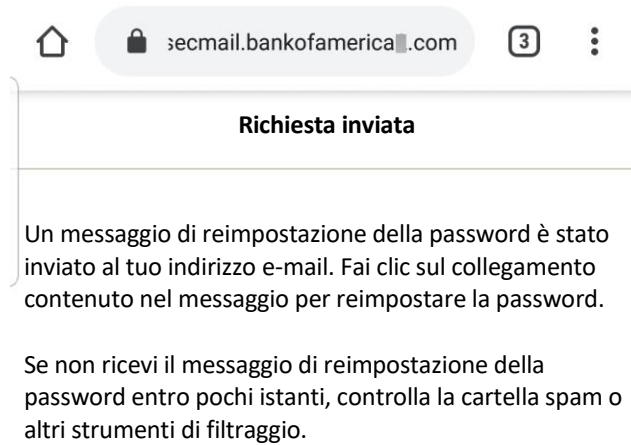 secmail.bankofamerica .com 3
Richiesta inviata
Un messaggio di reimpostazione della password è stato
inviato al tuo indirizzo e-mail. Fai clic sul collegamento
contenuto nel messaggio per reimpostare la password.
Se non ricevi il messaggio di reimpostazione della
password entro pochi istanti, controlla la cartella spam o
altri strumenti di filtraggio.